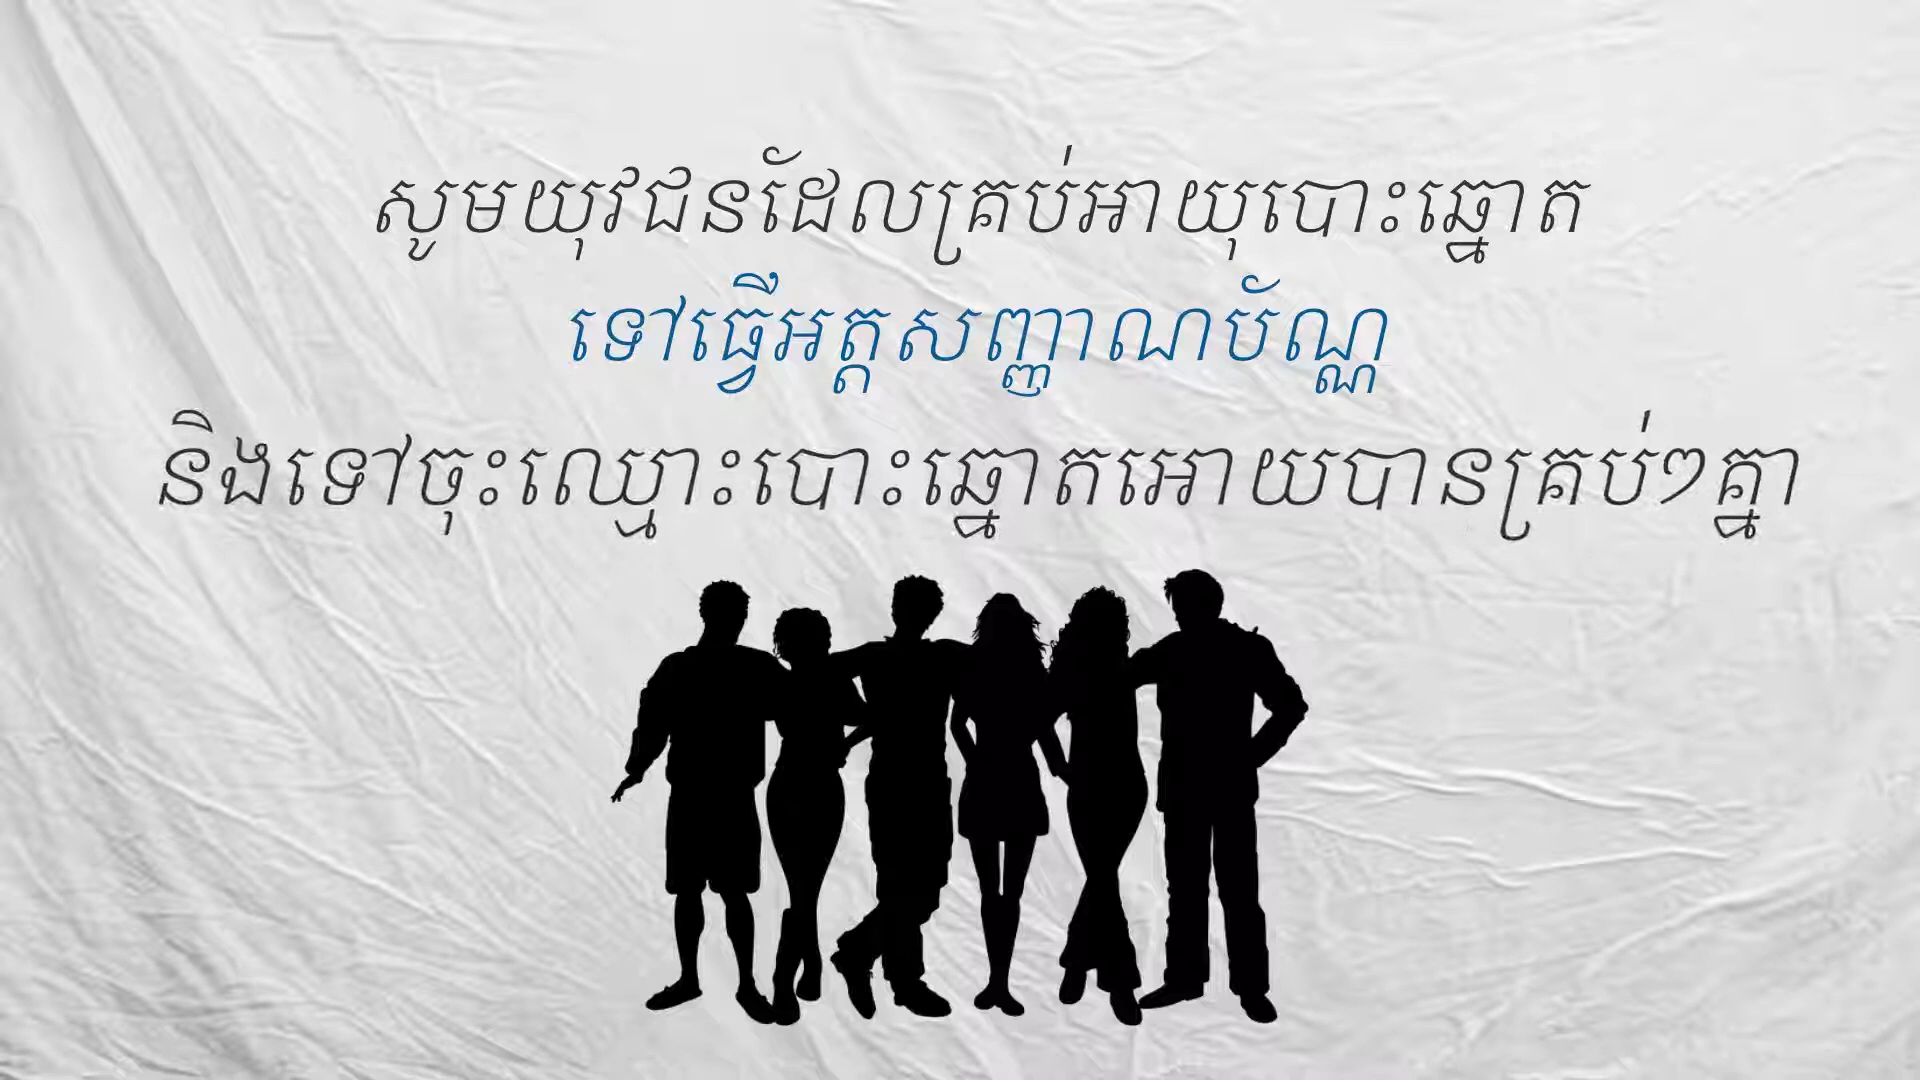 សូមយុវជនដែលគ្រប់អាយុបោះឆ្នោត
ទៅធ្វើអត្តសញ្ញាណប័ណ្ណ
និងទៅចុះឈ្មោះបោះឆ្នោតអោយបានគ្រប់ៗគ្នា